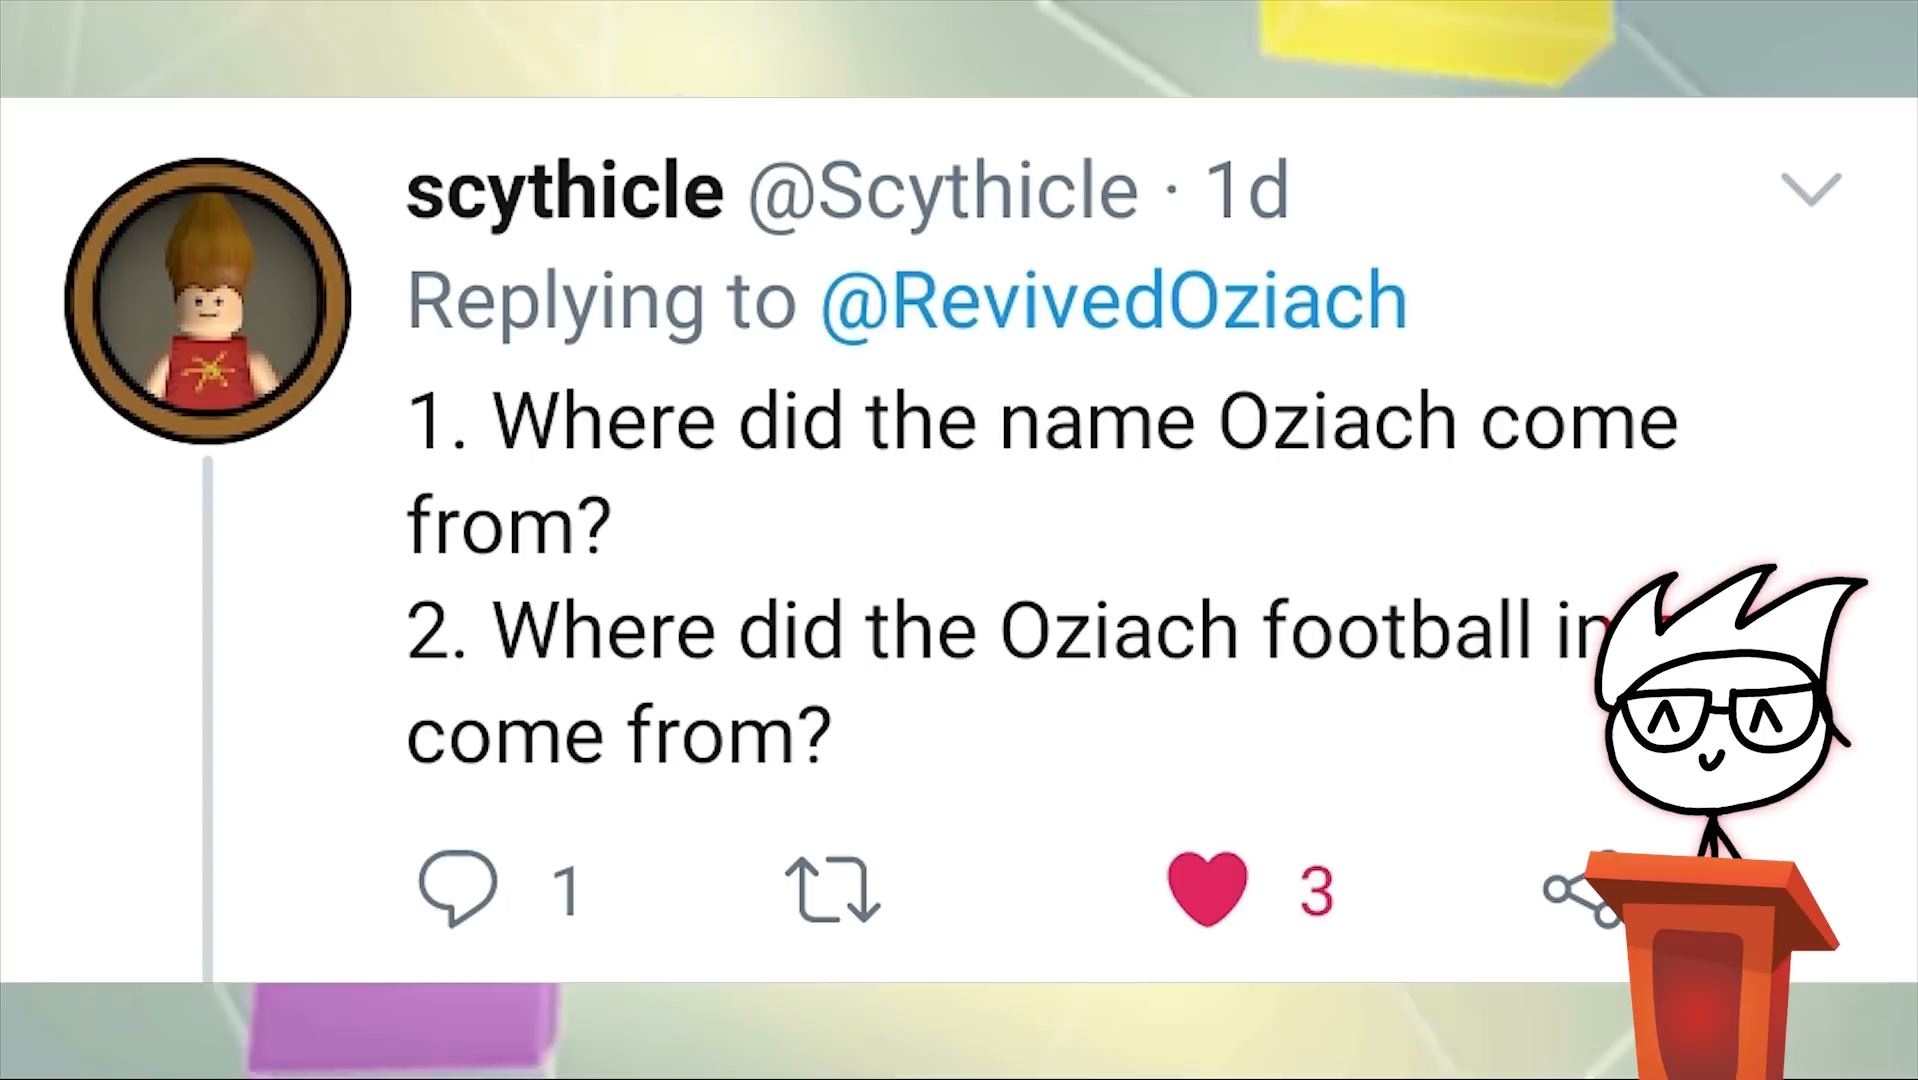 scythicle @Scythicle · 1d
Replying to @RevivedOziach
1. Where did the name Oziach come
from?
2. Where did the Oziach football
come from?
1 3